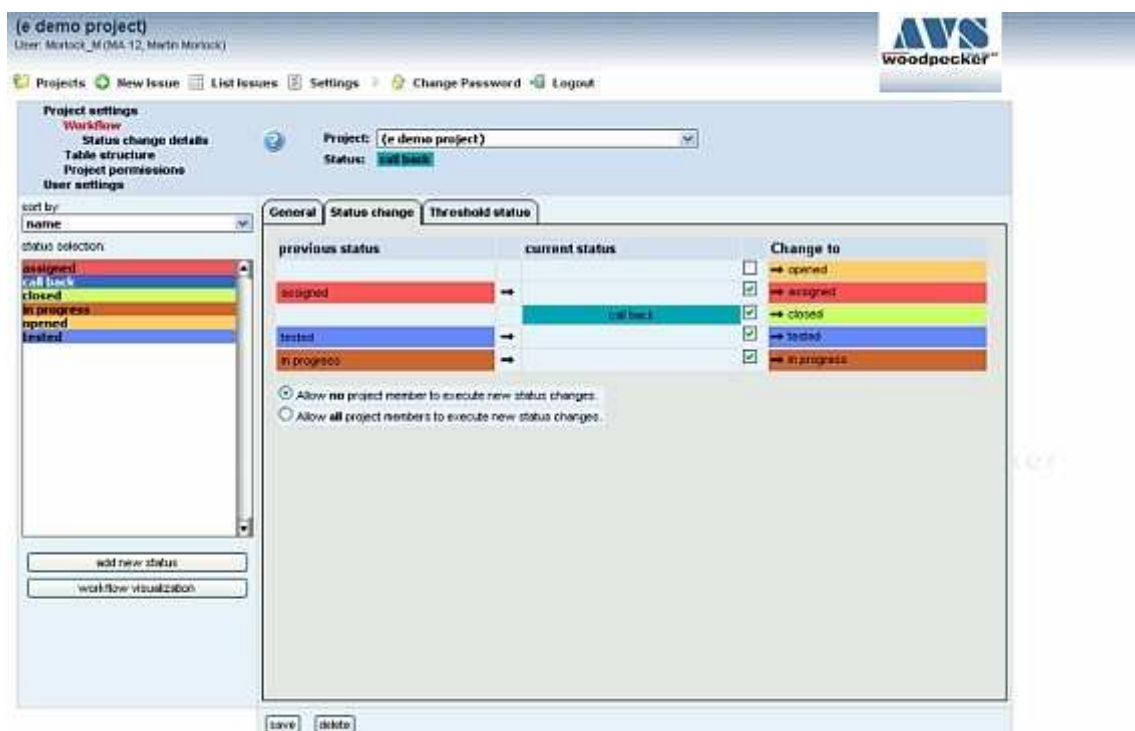 (e demo project)
User: Morlock_M (MA-12, Martin Morlock)
AVS
woodpecker
Projects New Issue List Issues Settings Change Password Logout
Project settings
Workflow
Status change details
Table structure
Project permissions
User settings
Project: (e demo project)
Status: call back
sort by:
name
status selection:
assigned
call back
closed
in progress
opened
tested
add new status
workflow visualization
General Status change Threshold status
previous status current status Change to
→ opened
assigned → → assigned
call back → closed
tested → → tested
in progress → → in progress
Allow no project member to execute new status changes.
Allow all project members to execute new status changes.
save delete